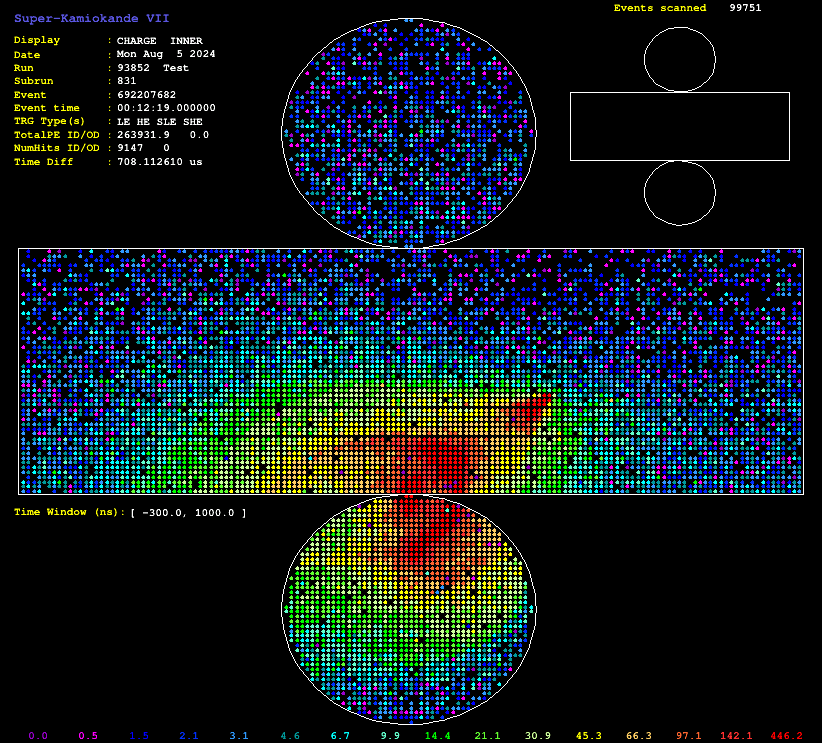 Super-Kamiokande VII
Display : CHARGE INNER
Date : Mon Aug 5 2024
Run : 93852 Test
Subrun : 831
Event : 692207682
Event time : 00:12:19.000000
TRG Type(s) : LE HE SLE SHE
TotalPE ID/OD : 263931.9 0.0
NumHits ID/OD : 9147 0
Time Diff : 708.112610 us
Events scanned 99751
Time Window (ns): [ -300.0, 1000.0 ]
0.0 0.5 1.5 2.1 3.1 4.6 6.7 9.9 14.4 21.1 30.9 45.3 66.3 97.1 142.1 446.2